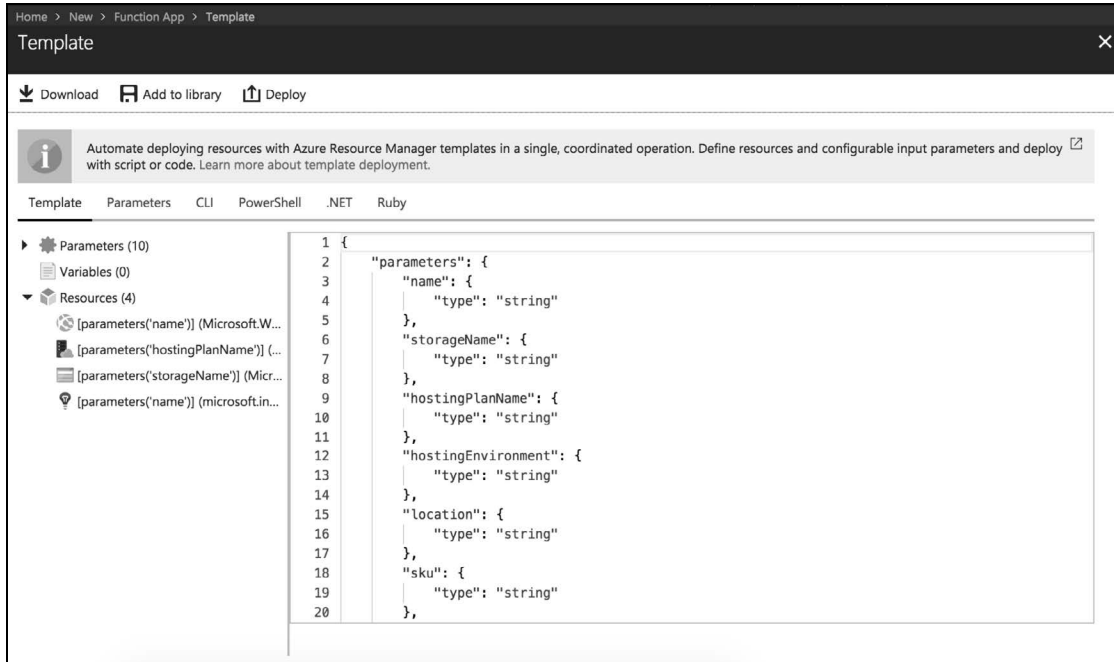 Home > New > Function App > Template
Template
Download Add to library Deploy
Automate deploying resources with Azure Resource Manager templates in a single, coordinated operation. Define resources and configurable input parameters and deploy
with script or code. Learn more about template deployment.
Template Parameters CLI PowerShell .NET Ruby
Parameters (10)
Variables (0)
Resources (4)
[parameters('name')] (Microsoft.W...
[parameters('hostingPlanName')] (...
[parameters('storageName')] (Micr...
[parameters('name')] (microsoft.in...
1 {
2 "parameters": {
3 "name": {
4 "type": "string"
5 },
6 "storageName": {
7 "type": "string"
8 },
9 "hostingPlanName": {
10 "type": "string"
11 },
12 "hostingEnvironment": {
13 "type": "string"
14 },
15 "location": {
16 "type": "string"
17 },
18 "sku": {
19 "type": "string"
20 },